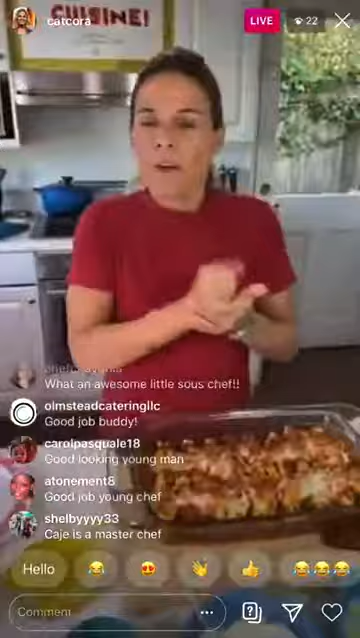 CUISINE!
catcora
LIVE
22
What an awesome little sous chef!!
olmsteadcateringllc
Good job buddy!
carolpasquale18
Good looking young man
atonement8
Good job young chef
shelbyyyy33
Caje is a master chef
Hello
Comment